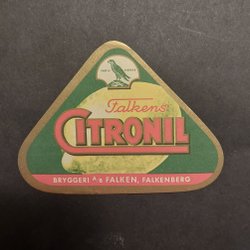 Falkens
CITRONIL
BRYGGERI A-B FALKEN, FALKENBERG